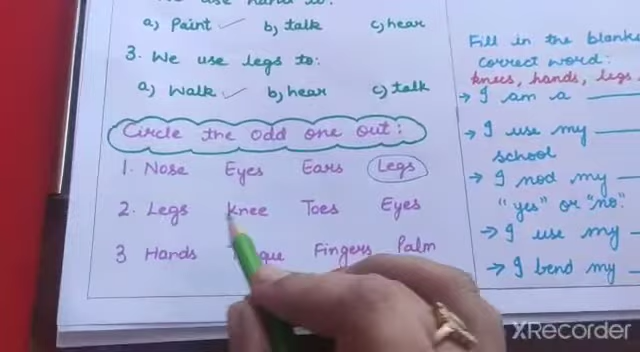 a) Paint b) talk c) hear
3. We use legs to:
a) Walk b) hear c) talk
Circle the odd one out:
1. Nose Eyes Ears Legs
2. Legs Knee Toes Eyes
3 Hands Fingers Palm
Fill in the blanks
correct word:
knees, hands, legs
→ I am a
→ I use my
school
→ I nod my
"yes" or "no".
→ I use my
→ I bend my
XRecorder